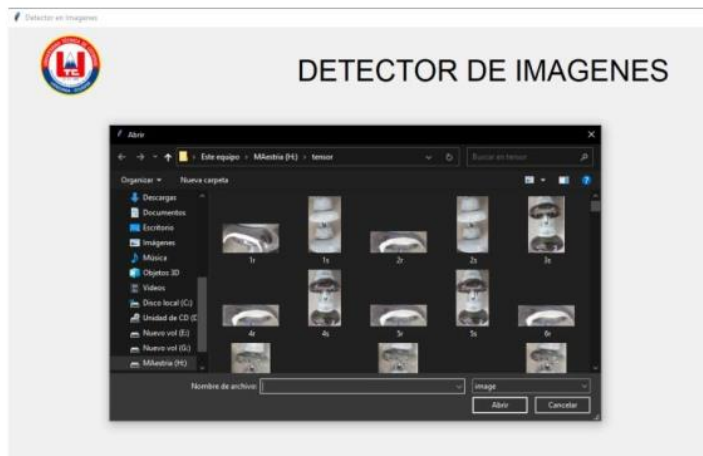 Detector en Imagenes
UTC
DETECTOR DE IMAGENES
Abrir
Este equipo › MAestria (H:) › tensor
Buscar en tensor
Organizar
Nueva carpeta
Descargas
Documentos
Escritorio
Imágenes
Música
Objetos 3D
Videos
Disco local (C:)
Unidad de CD (D
Nuevo vol (E:)
Nuevo vol (G:)
MAestria (H:)
1r
1s
2r
2s
3s
4r
4s
5r
5s
6r
Nombre de archivo:
image
Abrir
Cancelar